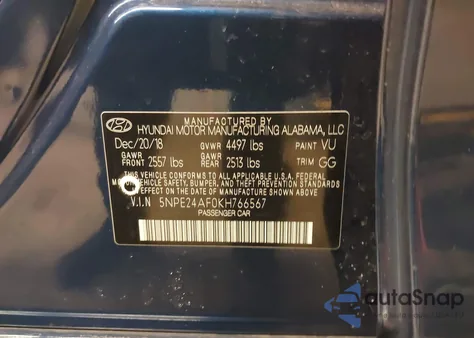 MANUFACTURED BY
HYUNDAI MOTOR MANUFACTURING ALABAMA, LLC
Dec/20/18 GVWR 4497 lbs PAINT VU
GAWR FRONT 2557 lbs GAWR REAR 2513 lbs TRIM GG
THIS VEHICLE CONFORMS TO ALL APPLICABLE U.S.A. FEDERAL
MOTOR VEHICLE SAFETY, BUMPER, AND THEFT PREVENTION
STANDARDS IN EFFECT ON THE DATE OF MANUFACTURE SHOWN
ABOVE.
V.I.N 5NPE24AF0KH766567
PASSENGER CAR
autoSnap